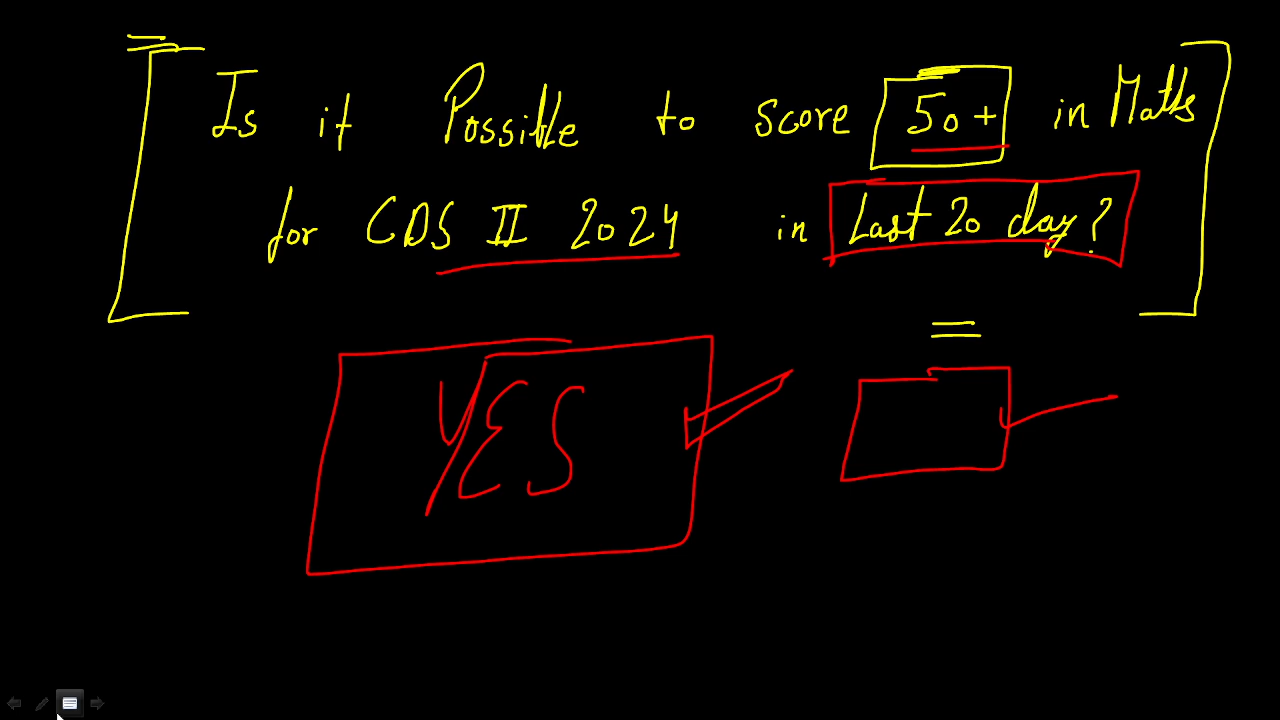 Is it Possible to score 50+ in Maths
for CDS II 2024 in Last 20 day?
YES